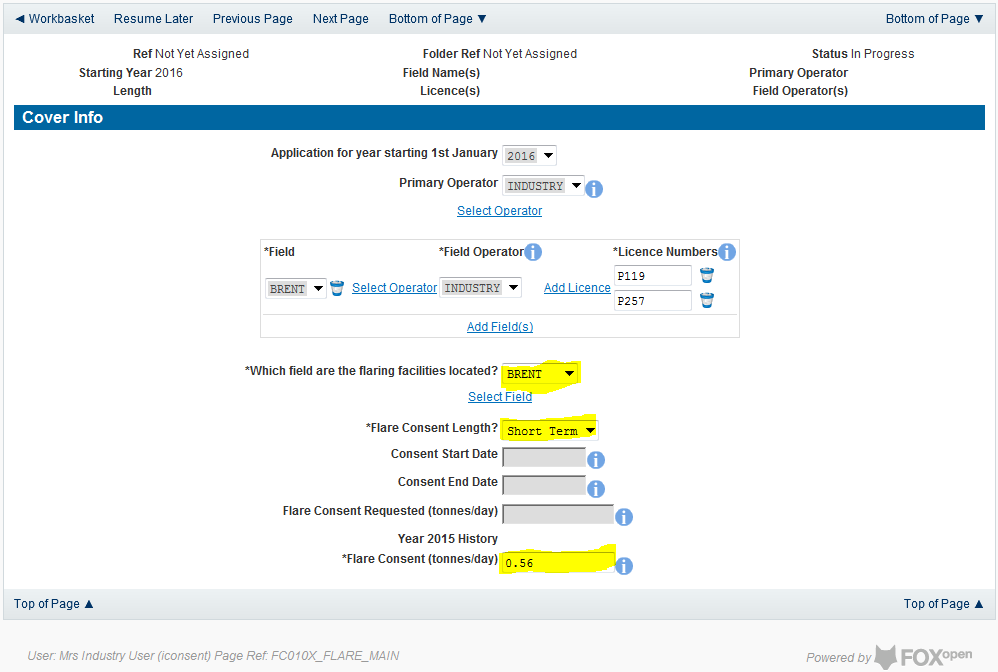 ◄ Workbasket Resume Later Previous Page Next Page Bottom of Page ▼ Bottom of Page ▼
Ref Not Yet Assigned Folder Ref Not Yet Assigned Status In Progress
Starting Year 2016 Field Name(s) Primary Operator
Length Licence(s) Field Operator(s)
Cover Info
Application for year starting 1st January 2016
Primary Operator INDUSTRY i
Select Operator
*Field *Field Operator i *Licence Numbers i
P119
BRENT Select Operator INDUSTRY Add Licence
P257
Add Field(s)
*Which field are the flaring facilities located? BRENT
Select Field
*Flare Consent Length? Short Term
Consent Start Date i
Consent End Date i
Flare Consent Requested (tonnes/day) i
Year 2015 History
*Flare Consent (tonnes/day) 0.56 i
Top of Page ▲ Top of Page ▲
User: Mrs Industry User (iconsent) Page Ref: FC010X_FLARE_MAIN
Powered by FOXopen